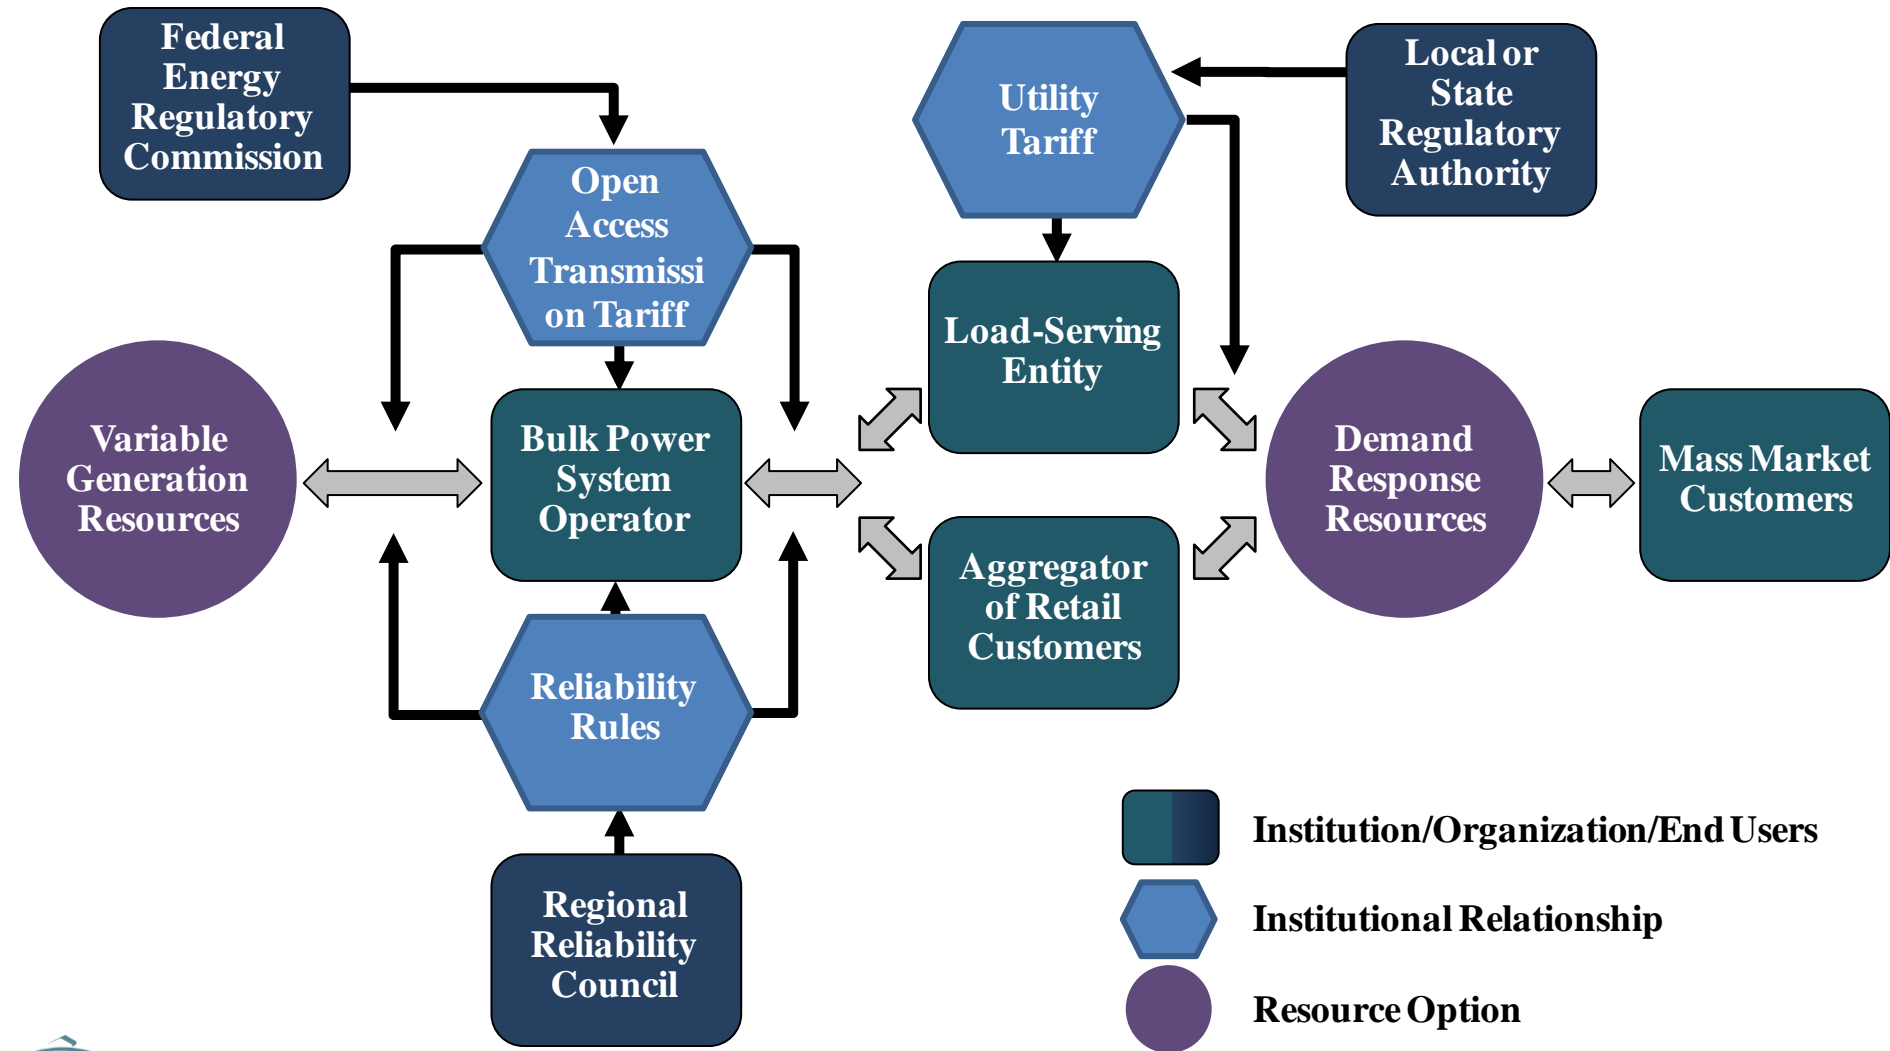 Federal
Energy
Regulatory
Commission
Utility
Tariff
Local or
State
Regulatory
Authority
Open
Access
Transmissi
on Tariff
Load-Serving
Entity
Variable
Generation
Resources
Bulk Power
System
Operator
Demand
Response
Resources
Mass Market
Customers
Aggregator
of Retail
Customers
Reliability
Rules
Regional
Reliability
Council
Institution/Organization/End Users
Institutional Relationship
Resource Option